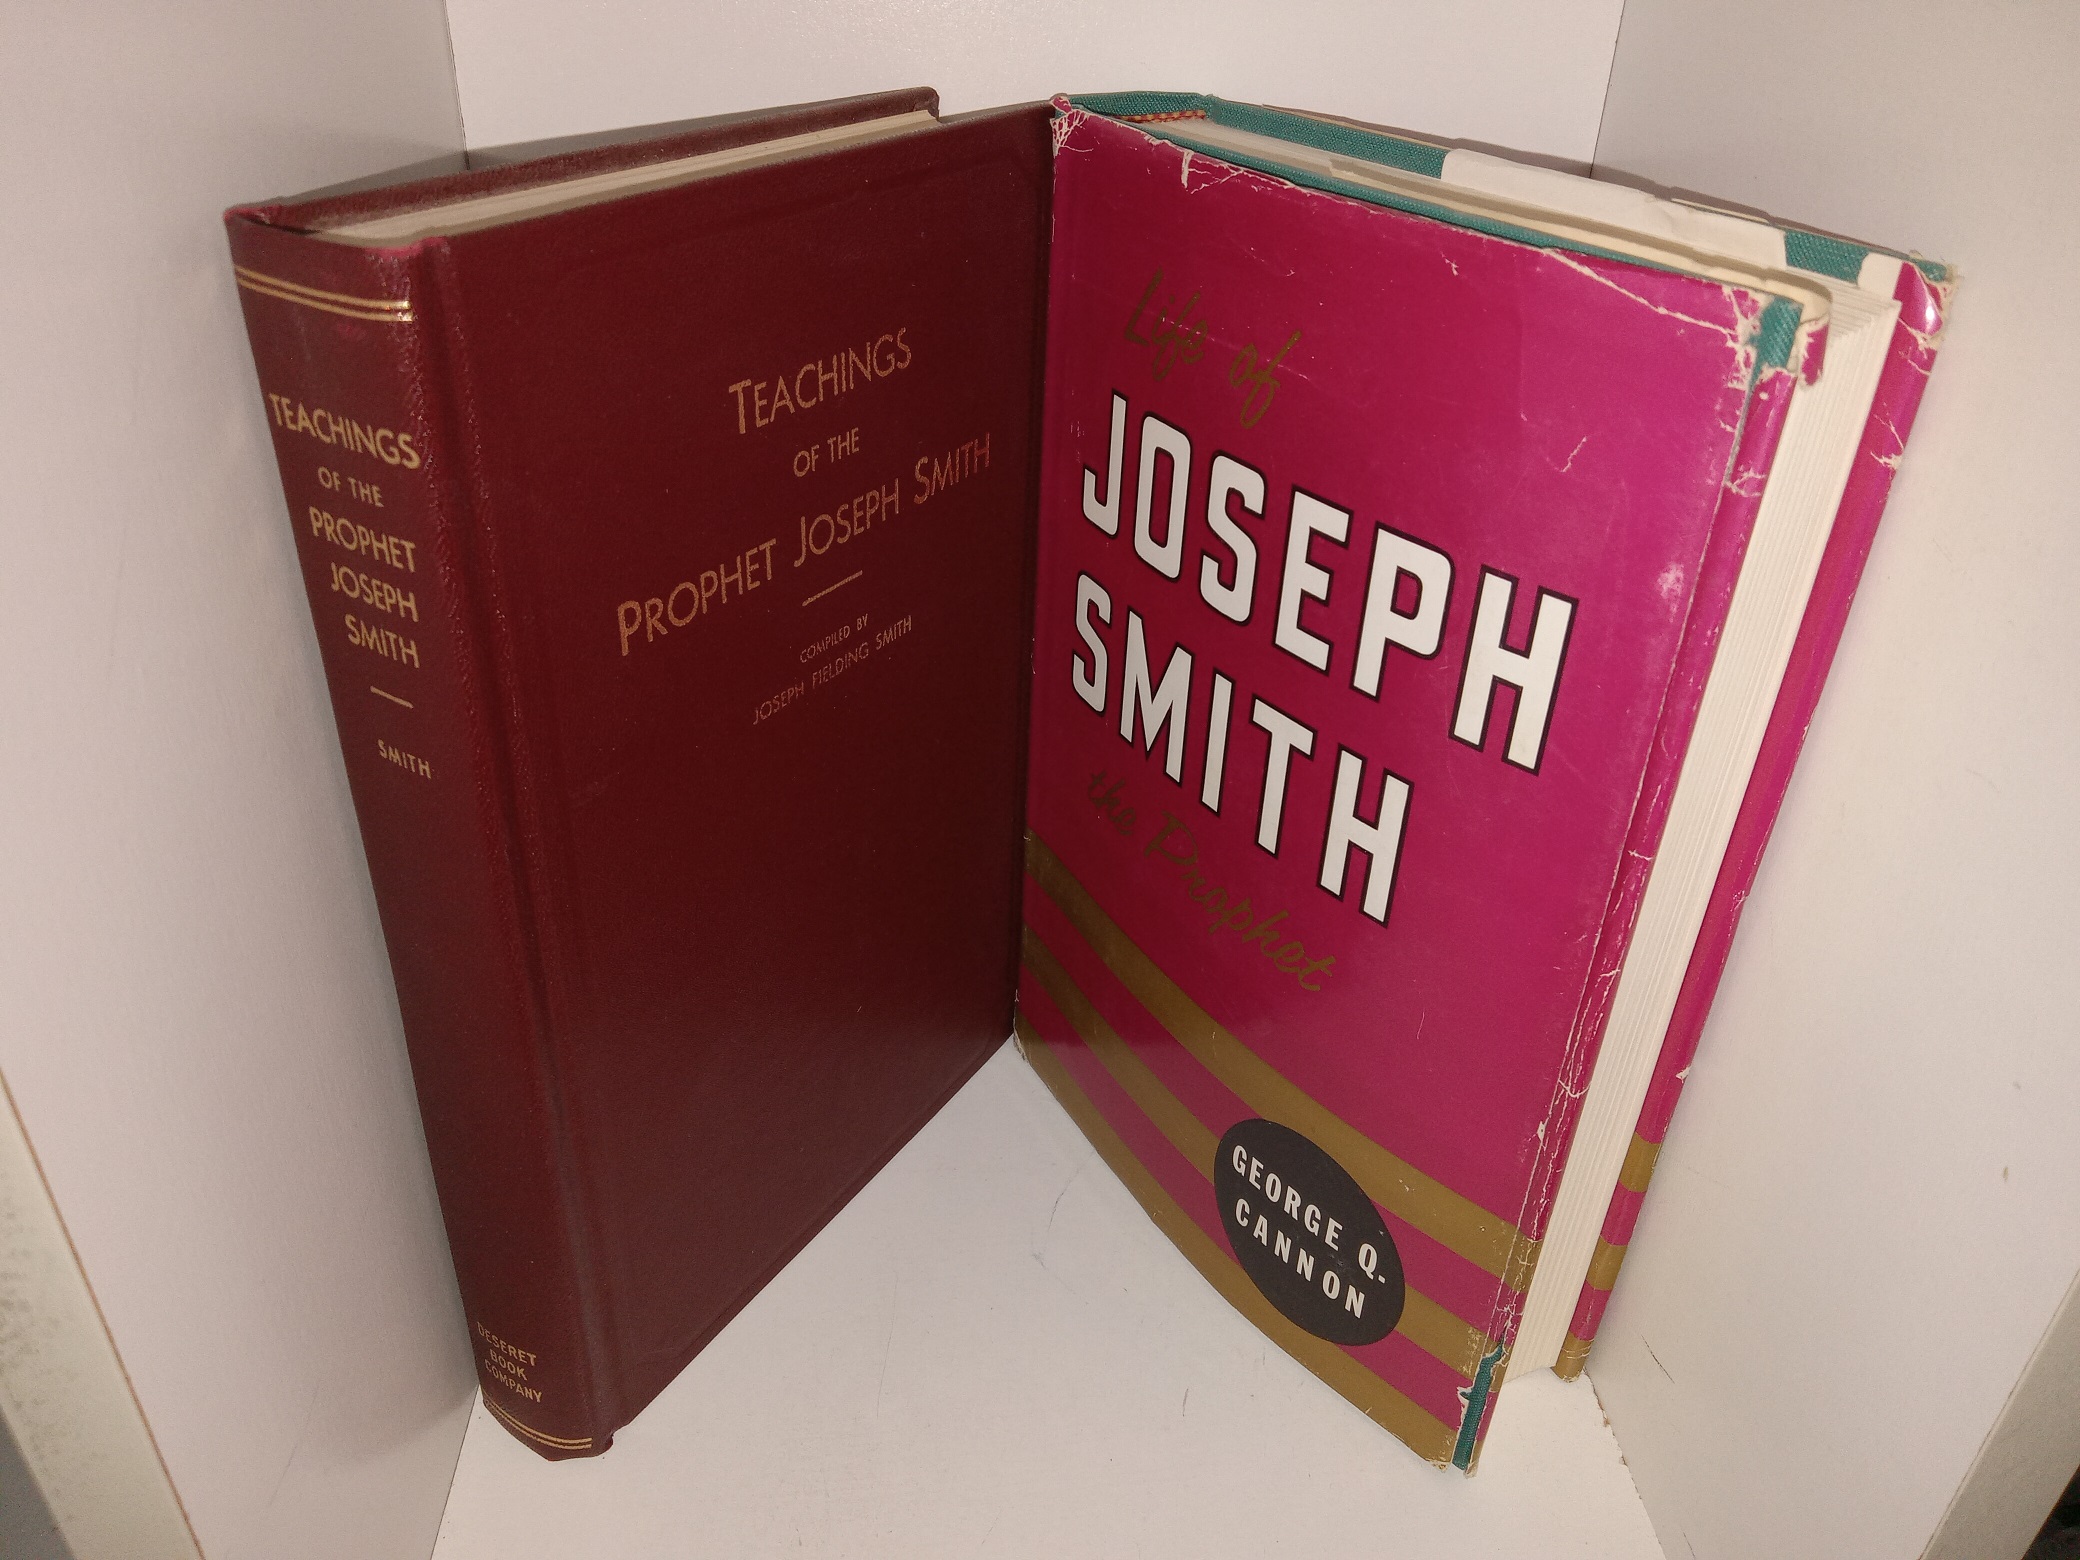 TEACHINGS
OF THE
PROPHET
JOSEPH
SMITH
SMITH
DESERET
BOOK
COMPANY
TEACHINGS
OF THE
PROPHET JOSEPH SMITH
COMPILED BY
JOSEPH FIELDING SMITH
Life of
JOSEPH
SMITH
the Prophet
GEORGE Q.
CANNON